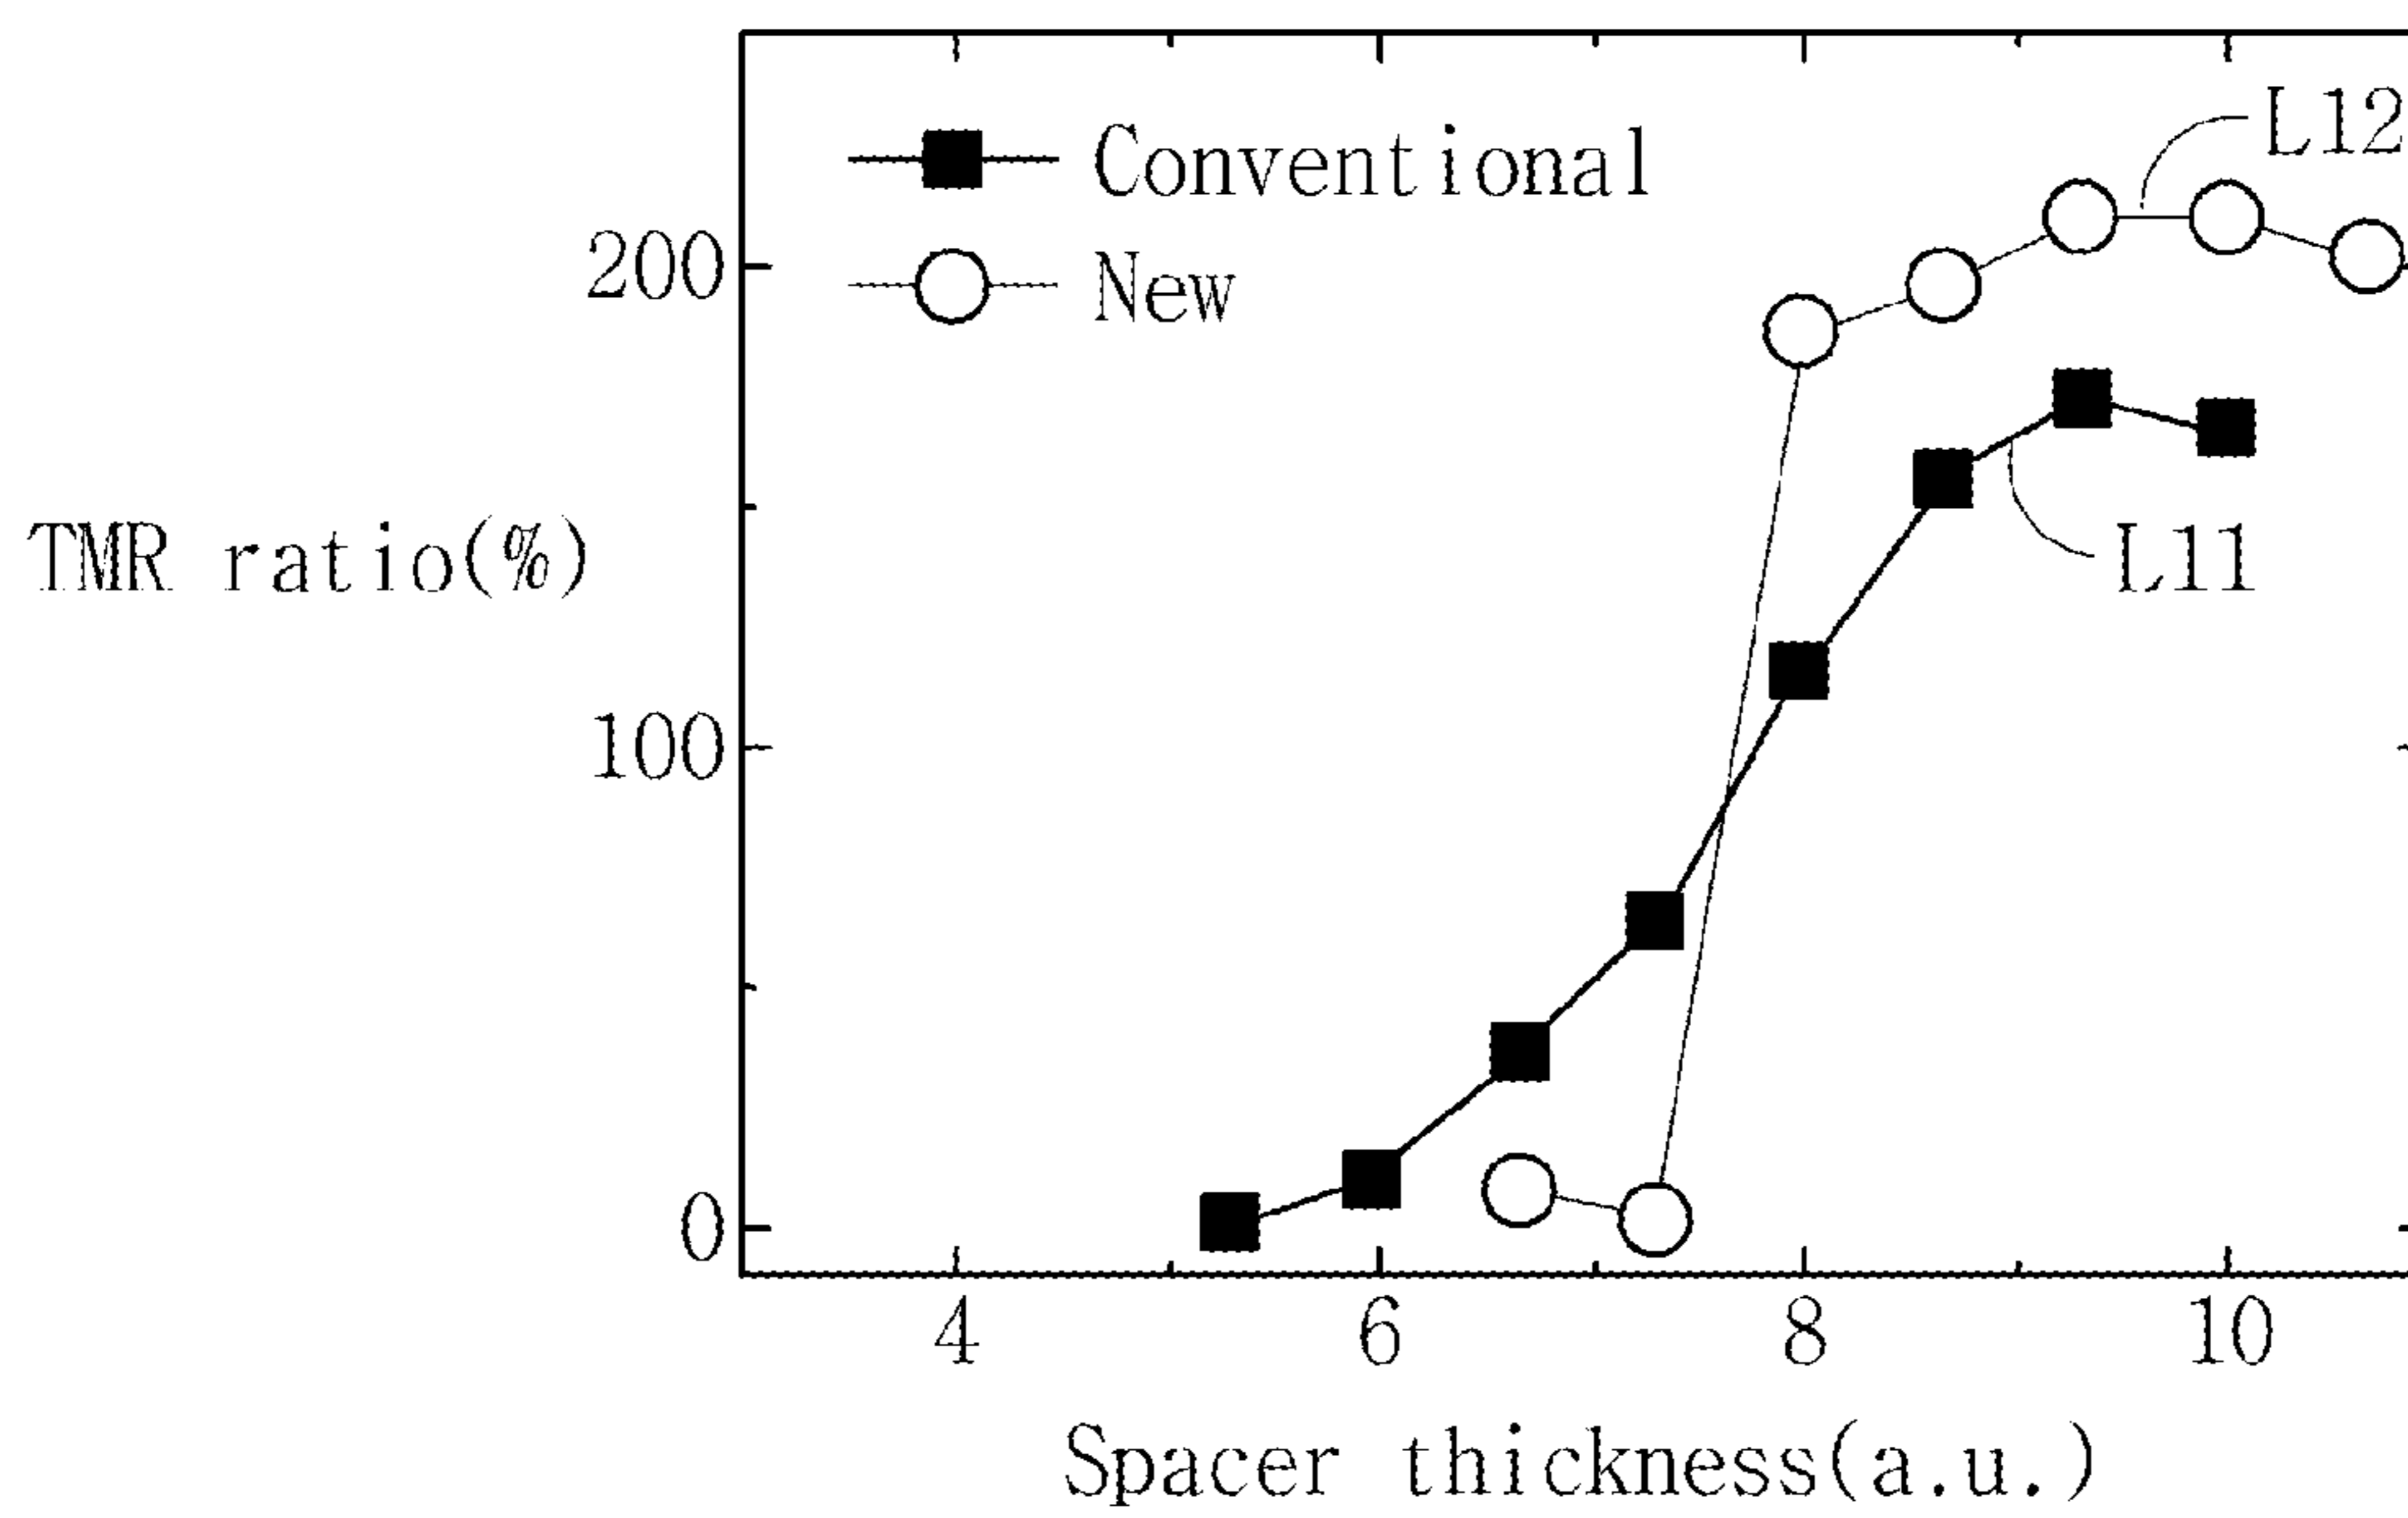 L12
Conventional
New
200
TMR ratio(%)
L11
100
0
4 6 8 10
Spacer thickness(a.u.)